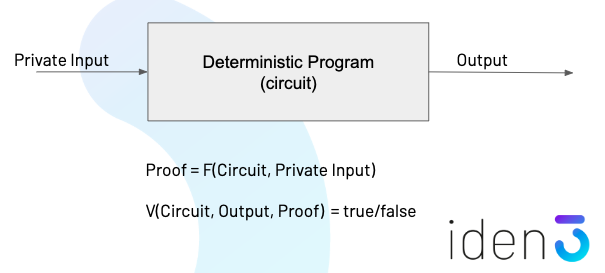 Private Input
Deterministic Program
(circuit)
Output
Proof = F(Circuit, Private Input)
V(Circuit, Output, Proof) = true/false
iden3